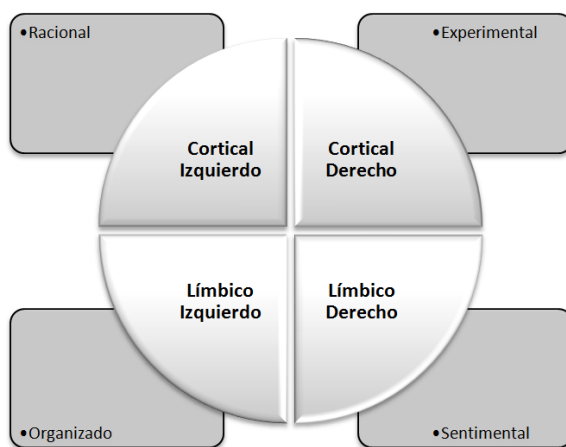 •Racional
•Experimental
Cortical
Izquierdo
Cortical
Derecho
Límbico
Izquierdo
Límbico
Derecho
•Organizado
•Sentimental